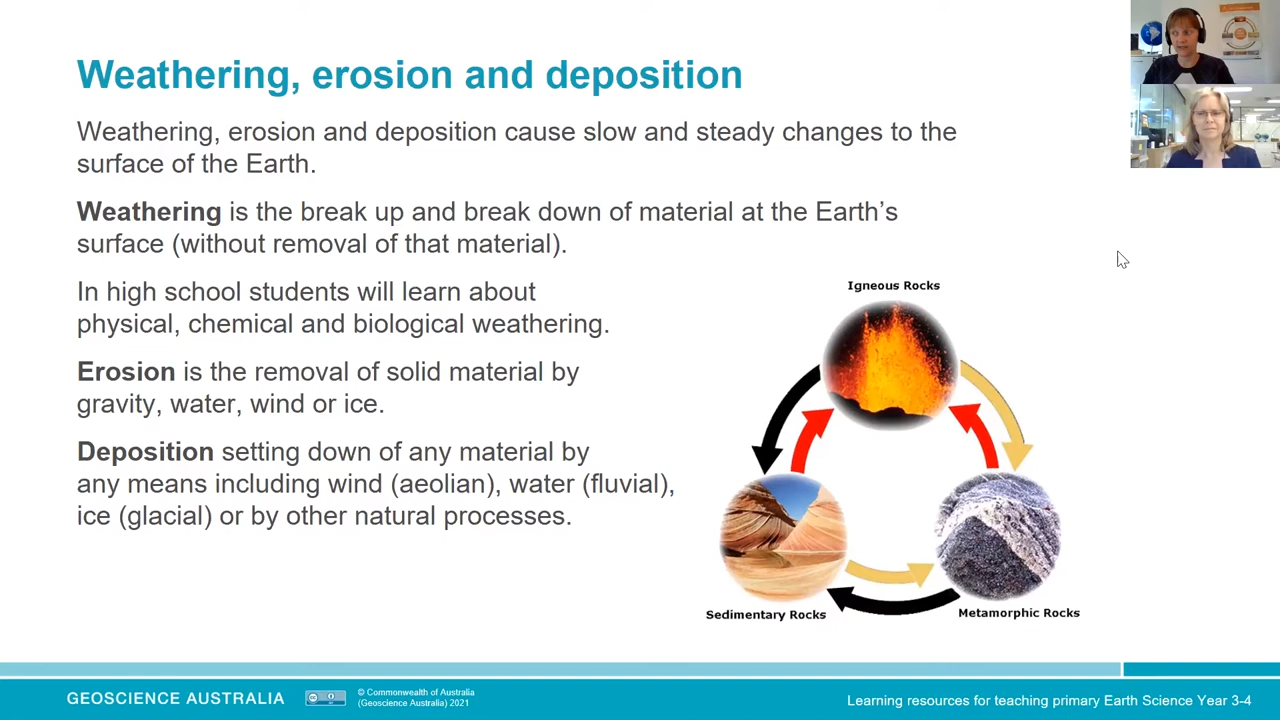 Weathering, erosion and deposition
Weathering, erosion and deposition cause slow and steady changes to the
surface of the Earth.
Weathering is the break up and break down of material at the Earth’s
surface (without removal of that material).
In high school students will learn about
physical, chemical and biological weathering.
Erosion is the removal of solid material by
gravity, water, wind or ice.
Deposition setting down of any material by
any means including wind (aeolian), water (fluvial),
ice (glacial) or by other natural processes.
Igneous Rocks
Sedimentary Rocks
Metamorphic Rocks
GEOSCIENCE AUSTRALIA
© Commonwealth of Australia
(Geoscience Australia) 2021
Learning resources for teaching primary Earth Science Year 3-4